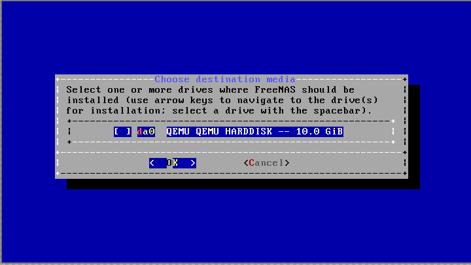 Choose destination media
Select one or more drives where FreeNAS should be
installed (use arrow keys to navigate to the drive(s)
for installation; select a drive with the spacebar).
[ ] da0 QEMU QEMU HARDDISK -- 10.0 GiB
< OK > <Cancel>